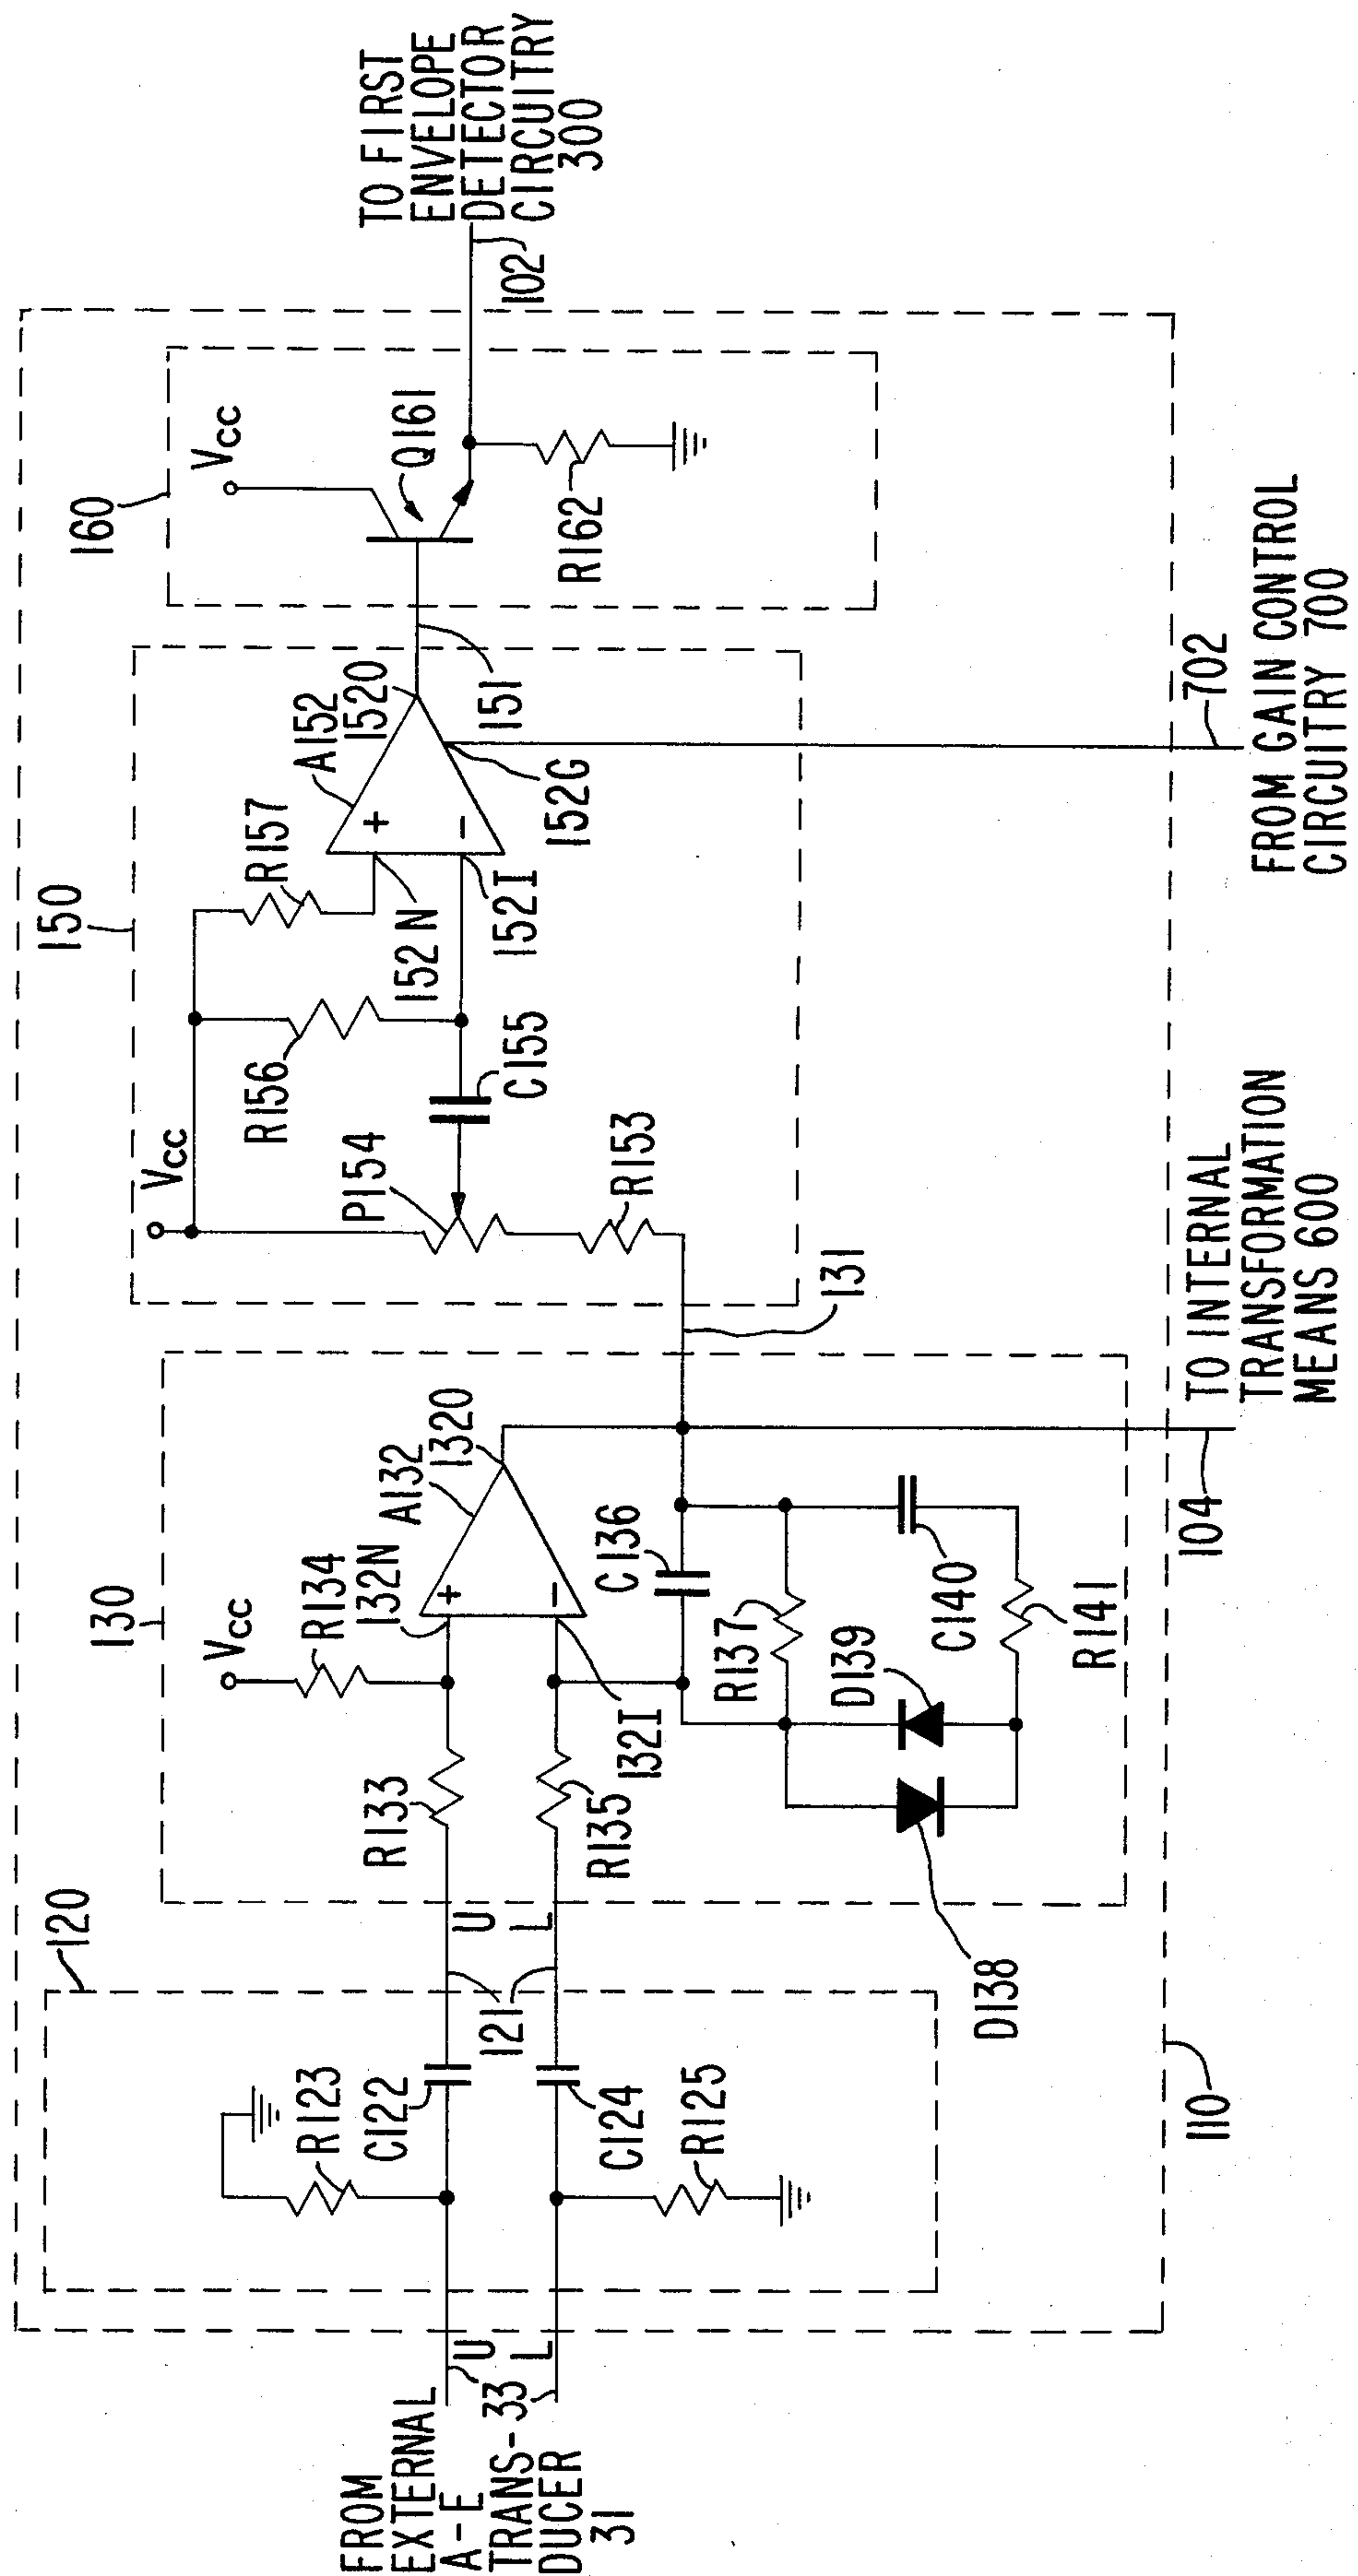 FROM
EXTERNAL
A-E
TRANS-
DUCER
31
33
U
L
120
R123
C122
C124
R125
121
U
L
110
130
Vcc
R134
132N
A132
1320
R133
R135
132I
+
−
C136
R137
D139
D138
C140
R141
131
104
TO INTERNAL
TRANSFORMATION
MEANS 600
150
Vcc
P154
R153
R156
C155
R157
152N
152I
A152
1520
+
−
152G
151
702
FROM GAIN CONTROL
CIRCUITRY 700
160
Vcc
Q161
R162
102
TO FIRST
ENVELOPE
DETECTOR
CIRCUITRY
300